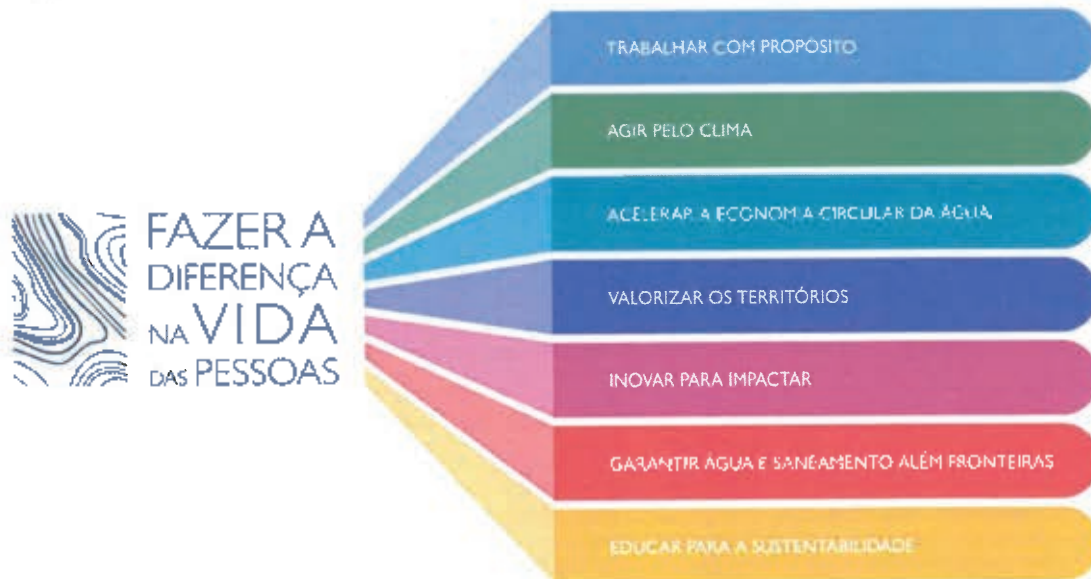 FAZER A
DIFERENÇA
NA VIDA
DAS PESSOAS
TRABALHAR COM PROPÓSITO
AGIR PELO CLIMA
ACELERAR A ECONOMIA CIRCULAR DA ÁGUA
VALORIZAR OS TERRITÓRIOS
INOVAR PARA IMPACTAR
GARANTIR ÁGUA E SANEAMENTO ALÉM FRONTEIRAS
EDUCAR PARA A SUSTENTABILIDADE